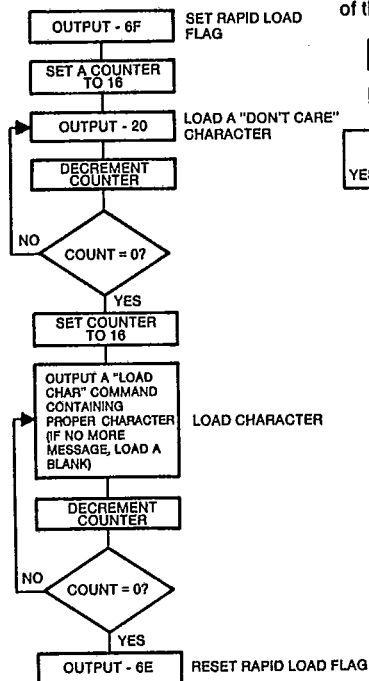 OUTPUT - 6F
SET RAPID LOAD
FLAG
of th
SET A COUNTER
TO 16
OUTPUT - 20
LOAD A "DON'T CARE"
CHARACTER
DECREMENT
COUNTER
YES
NO
COUNT = 0?
YES
SET COUNTER
TO 16
OUTPUT A "LOAD
CHAR" COMMAND
CONTAINING
PROPER CHARACTER
(IF NO MORE
MESSAGE, LOAD A
BLANK)
LOAD CHARACTER
DECREMENT
COUNTER
NO
COUNT = 0?
YES
OUTPUT - 6E
RESET RAPID LOAD FLAG